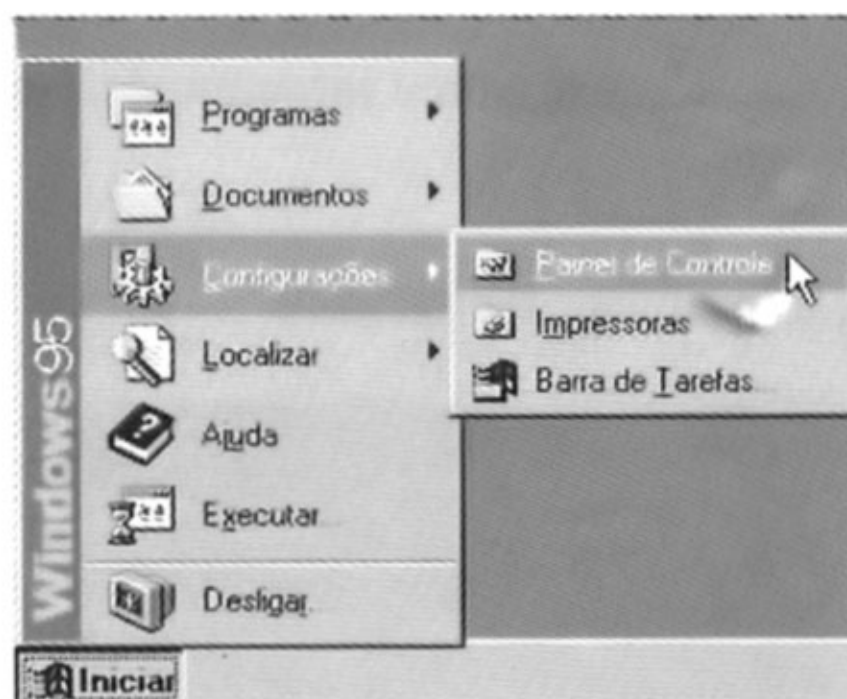 Programas
Documentos
Configurações
Localizar
Ajuda
Executar...
Desligar...
Painel de Controle
Impressoras
Barra de Tarefas...
Windows95
Iniciar